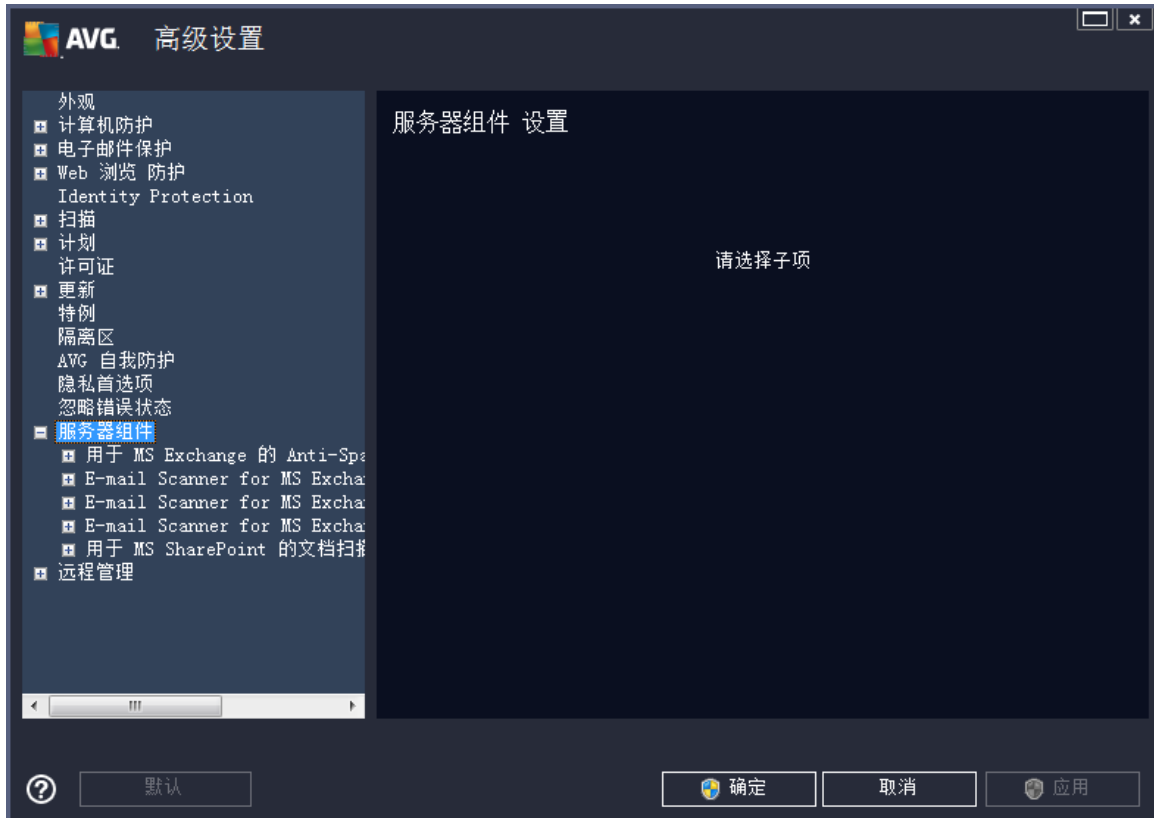 AVG. 高级设置
外观
计算机防护
电子邮件保护
Web 浏览 防护
Identity Protection
扫描
计划
许可证
更新
特例
隔离区
AVG 自我防护
隐私首选项
忽略错误状态
服务器组件
用于 MS Exchange 的 Anti-Spa
E-mail Scanner for MS Excha
E-mail Scanner for MS Excha
E-mail Scanner for MS Excha
用于 MS SharePoint 的文档扫描
远程管理
服务器组件 设置
请选择子项
默认
确定
取消
应用